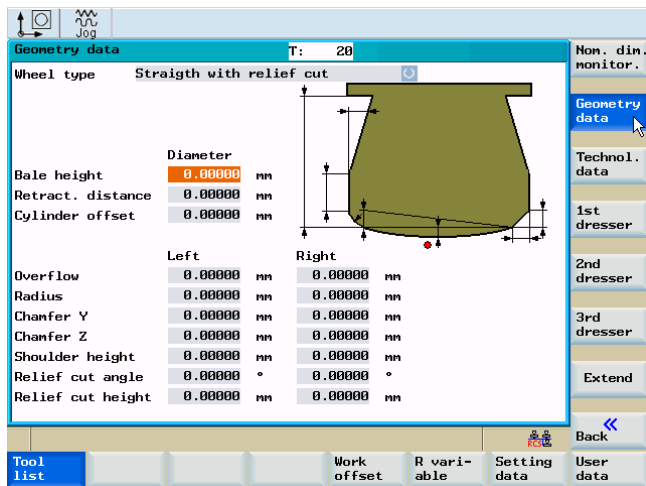 Jog
Geometry data T: 20
Wheel type Straigth with relief cut
Diameter
Bale height 0.00000 mm
Retract. distance 0.00000 mm
Cylinder offset 0.00000 mm
Left Right
Overflow 0.00000 mm 0.00000 mm
Radius 0.00000 mm 0.00000 mm
Chamfer Y 0.00000 mm 0.00000 mm
Chamfer Z 0.00000 mm 0.00000 mm
Shoulder height 0.00000 mm 0.00000 mm
Relief cut angle 0.00000 ° 0.00000 °
Relief cut height 0.00000 mm 0.00000 mm
Nom. dim.
monitor.
Geometry
data
Technol.
data
1st
dresser
2nd
dresser
3rd
dresser
Extend
Back
RCS
Tool
list
Work
offset
R vari-
able
Setting
data
User
data